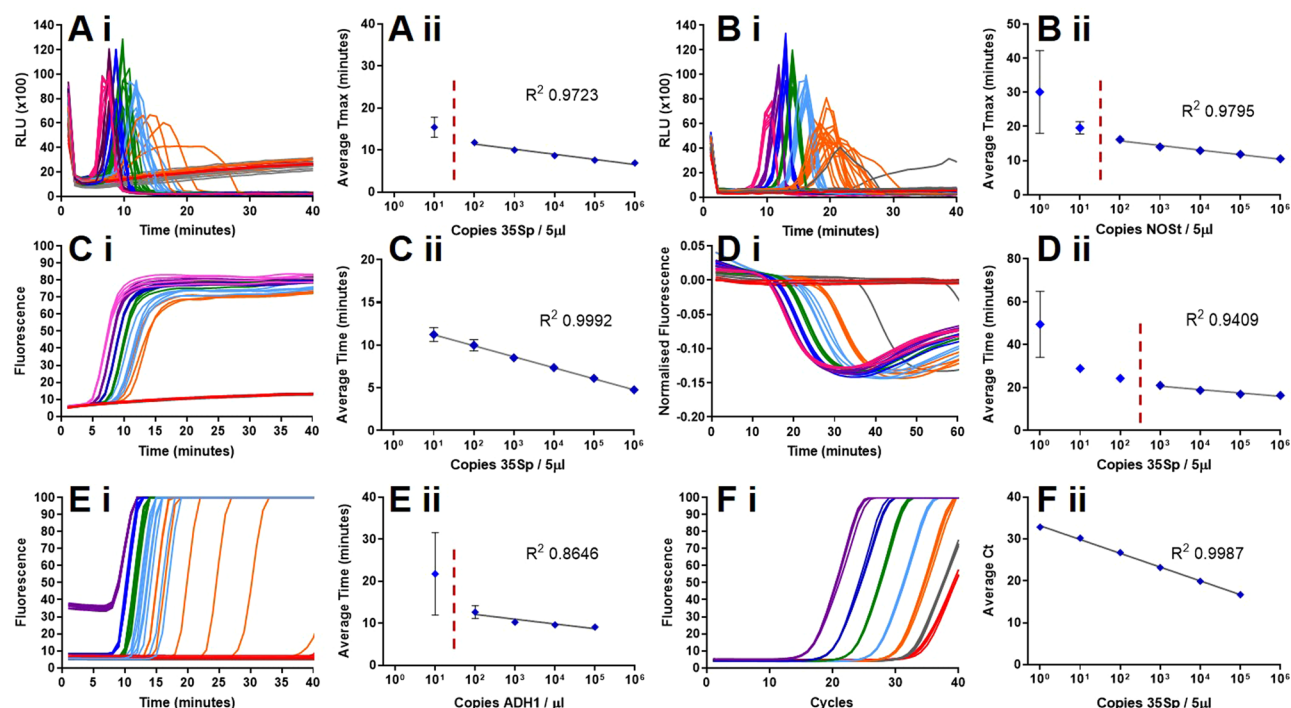 A i
140
120
100
80
60
40
20
0
RLU (x100)
0 10 20 30 40
Time (minutes)
A ii
40
30
20
10
0
Average Tmax (minutes)
R² 0.9723
10⁰ 10¹ 10² 10³ 10⁴ 10⁵ 10⁶
Copies 35Sp / 5µl
B i
140
120
100
80
60
40
20
0
RLU (x100)
0 10 20 30 40
Time (minutes)
B ii
50
40
30
20
10
0
Average Tmax (minutes)
R² 0.9795
10⁰ 10¹ 10² 10³ 10⁴ 10⁵ 10⁶
Copies NOSt / 5µl
C i
100
90
80
70
60
50
40
30
20
10
0
Fluorescence
0 5 10 15 20 25 30 35 40
Time (minutes)
C ii
20
15
10
5
0
Average Time (minutes)
R² 0.9992
10⁰ 10¹ 10² 10³ 10⁴ 10⁵ 10⁶
Copies 35Sp / 5µl
D i
0.05
0.00
-0.05
-0.10
-0.15
-0.20
Normalised Fluorescence
0 10 20 30 40 50 60
Time (minutes)
D ii
80
60
40
20
0
Average Time (minutes)
R² 0.9409
10⁰ 10¹ 10² 10³ 10⁴ 10⁵ 10⁶
Copies 35Sp / 5µl
E i
100
90
80
70
60
50
40
30
20
10
0
Fluorescence
0 5 10 15 20 25 30 35 40
Time (minutes)
E ii
40
30
20
10
0
Average Time (minutes)
R² 0.8646
10⁰ 10¹ 10² 10³ 10⁴ 10⁵ 10⁶
Copies ADH1 / µl
F i
100
90
80
70
60
50
40
30
20
10
0
Fluorescence
0 10 20 30 40
Cycles
F ii
40
30
20
10
0
Average Ct
R² 0.9987
10⁰ 10¹ 10² 10³ 10⁴ 10⁵ 10⁶
Copies 35Sp / 5µl